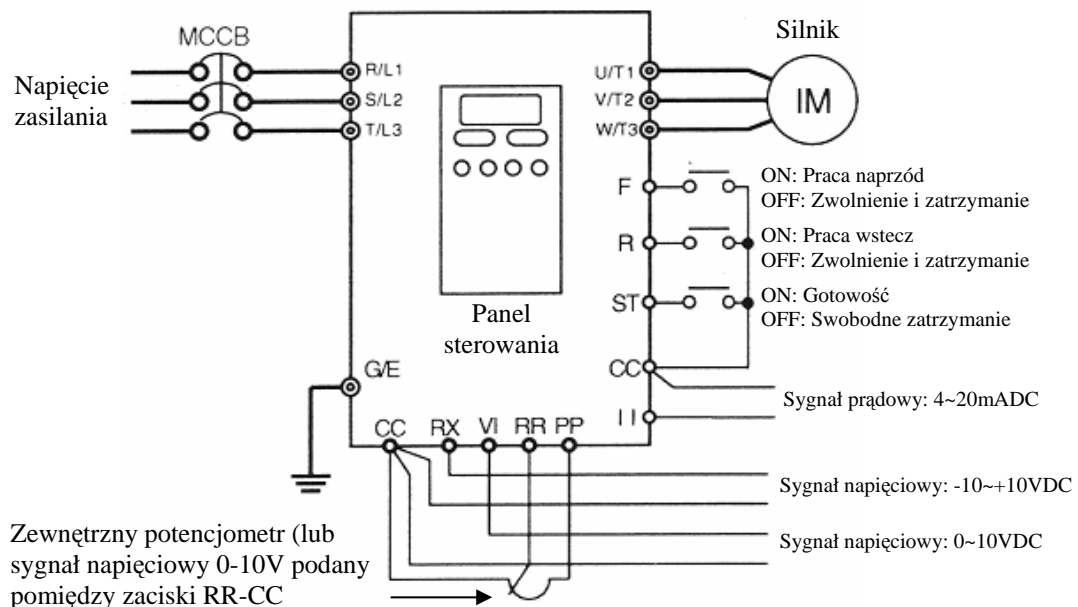 MCCB
Silnik
Napięcie
zasilania
R/L1
S/L2
T/L3
U/T1
V/T2
W/T3
IM
F
ON: Praca naprzód
OFF: Zwolnienie i zatrzymanie
R
ON: Praca wstecz
OFF: Zwolnienie i zatrzymanie
ST
ON: Gotowość
OFF: Swobodne zatrzymanie
Panel
sterowania
G/E
CC
II
Sygnał prądowy: 4~20mADC
CC RX VI RR PP
Sygnał napięciowy: -10~+10VDC
Sygnał napięciowy: 0~10VDC
Zewnętrzny potencjometr (lub
sygnał napięciowy 0-10V podany
pomiędzy zaciski RR-CC